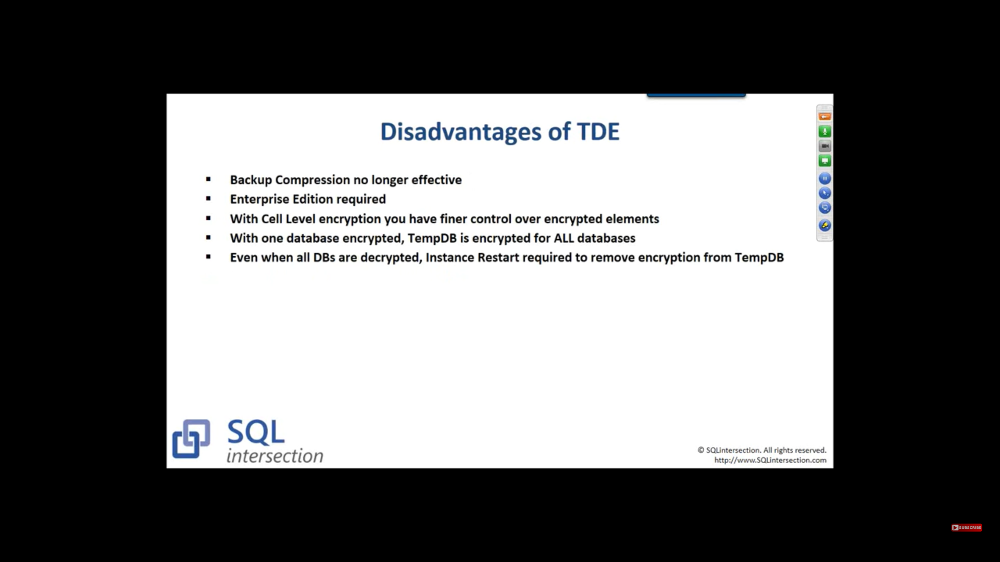 Disadvantages of TDE
Backup Compression no longer effective
Enterprise Edition required
With Cell Level encryption you have finer control over encrypted elements
With one database encrypted, TempDB is encrypted for ALL databases
Even when all DBs are decrypted, Instance Restart required to remove encryption from TempDB
SQL
intersection
© SQLintersection. All rights reserved.
http://www.SQLintersection.com
SUBSCRIBE